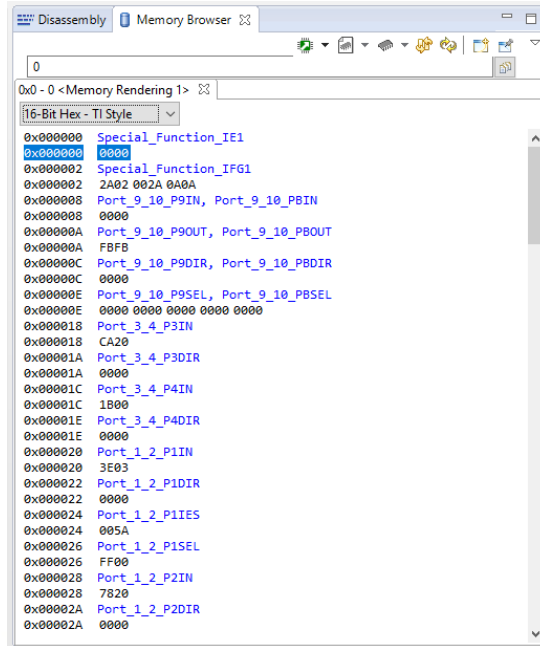 Disassembly Memory Browser
0
0x0 - 0 <Memory Rendering 1>
16-Bit Hex - TI Style
0x000000 Special_Function_IE1
0x000000 0000
0x000002 Special_Function_IFG1
0x000002 2A02 002A 0A0A
0x000008 Port_9_10_P9IN, Port_9_10_PBIN
0x000008 0000
0x00000A Port_9_10_P9OUT, Port_9_10_PBOUT
0x00000A FBFB
0x00000C Port_9_10_P9DIR, Port_9_10_PBDIR
0x00000C 0000
0x00000E Port_9_10_P9SEL, Port_9_10_PBSEL
0x00000E 0000 0000 0000 0000 0000
0x000018 Port_3_4_P3IN
0x000018 CA20
0x00001A Port_3_4_P3DIR
0x00001A 0000
0x00001C Port_3_4_P4IN
0x00001C 1B00
0x00001E Port_3_4_P4DIR
0x00001E 0000
0x000020 Port_1_2_P1IN
0x000020 3E03
0x000022 Port_1_2_P1DIR
0x000022 0000
0x000024 Port_1_2_P1IES
0x000024 005A
0x000026 Port_1_2_P1SEL
0x000026 FF00
0x000028 Port_1_2_P2IN
0x000028 7820
0x00002A Port_1_2_P2DIR
0x00002A 0000